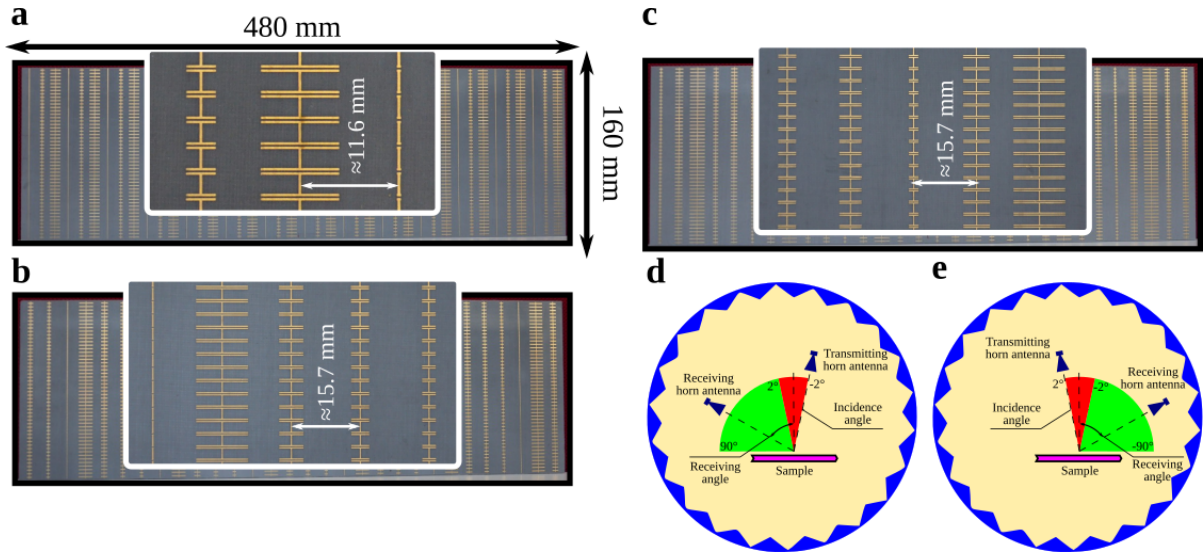 a
480 mm
≈11.6 mm
160 mm
b
≈15.7 mm
c
≈15.7 mm
d
Transmitting
horn antenna
Receiving
horn antenna
2°
-2°
Incidence
angle
90°
Receiving
angle
Sample
e
Transmitting
horn antenna
Receiving
horn antenna
2°
-2°
Incidence
angle
-90°
Receiving
angle
Sample